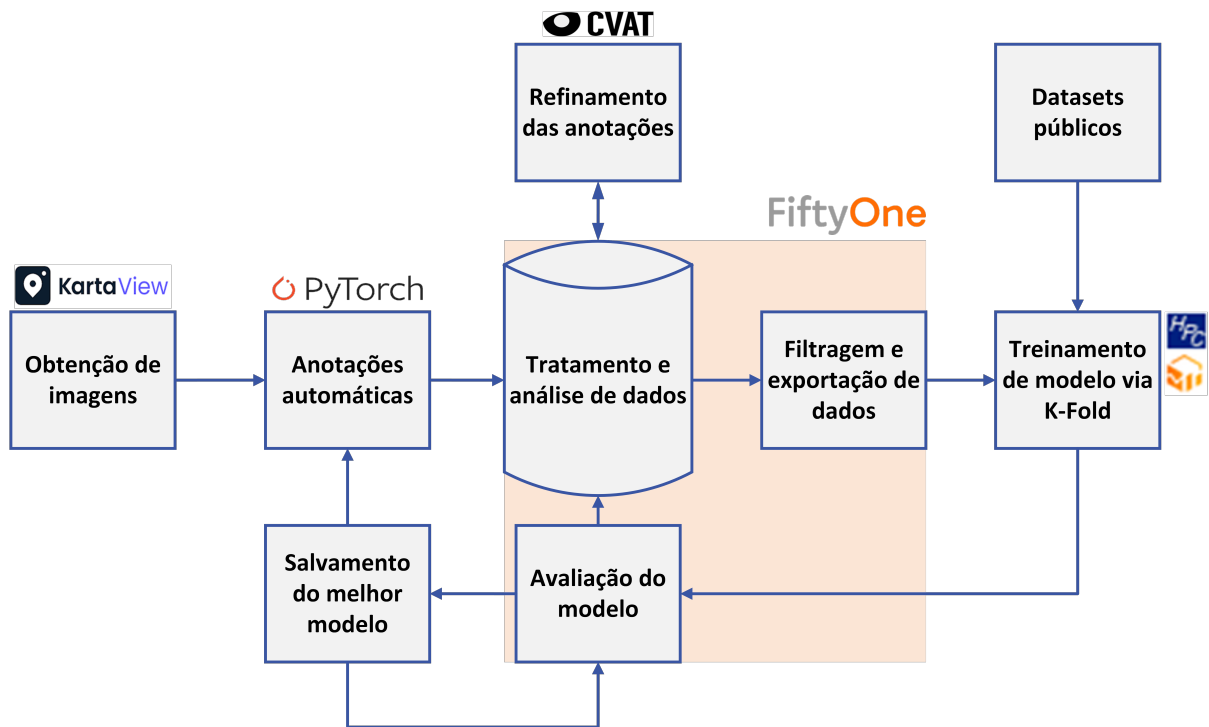 CVAT
Refinamento
das anotações
Datasets
públicos
FiftyOne
KartaView
Obtenção de
imagens
PyTorch
Anotações
automáticas
Tratamento e
análise de dados
Filtragem e
exportação de
dados
Treinamento
de modelo via
K-Fold
HPC
Salvamento
do melhor
modelo
Avaliação do
modelo